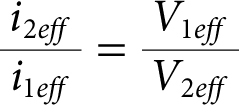 i₂eff / i₁eff = V₁eff / V₂eff